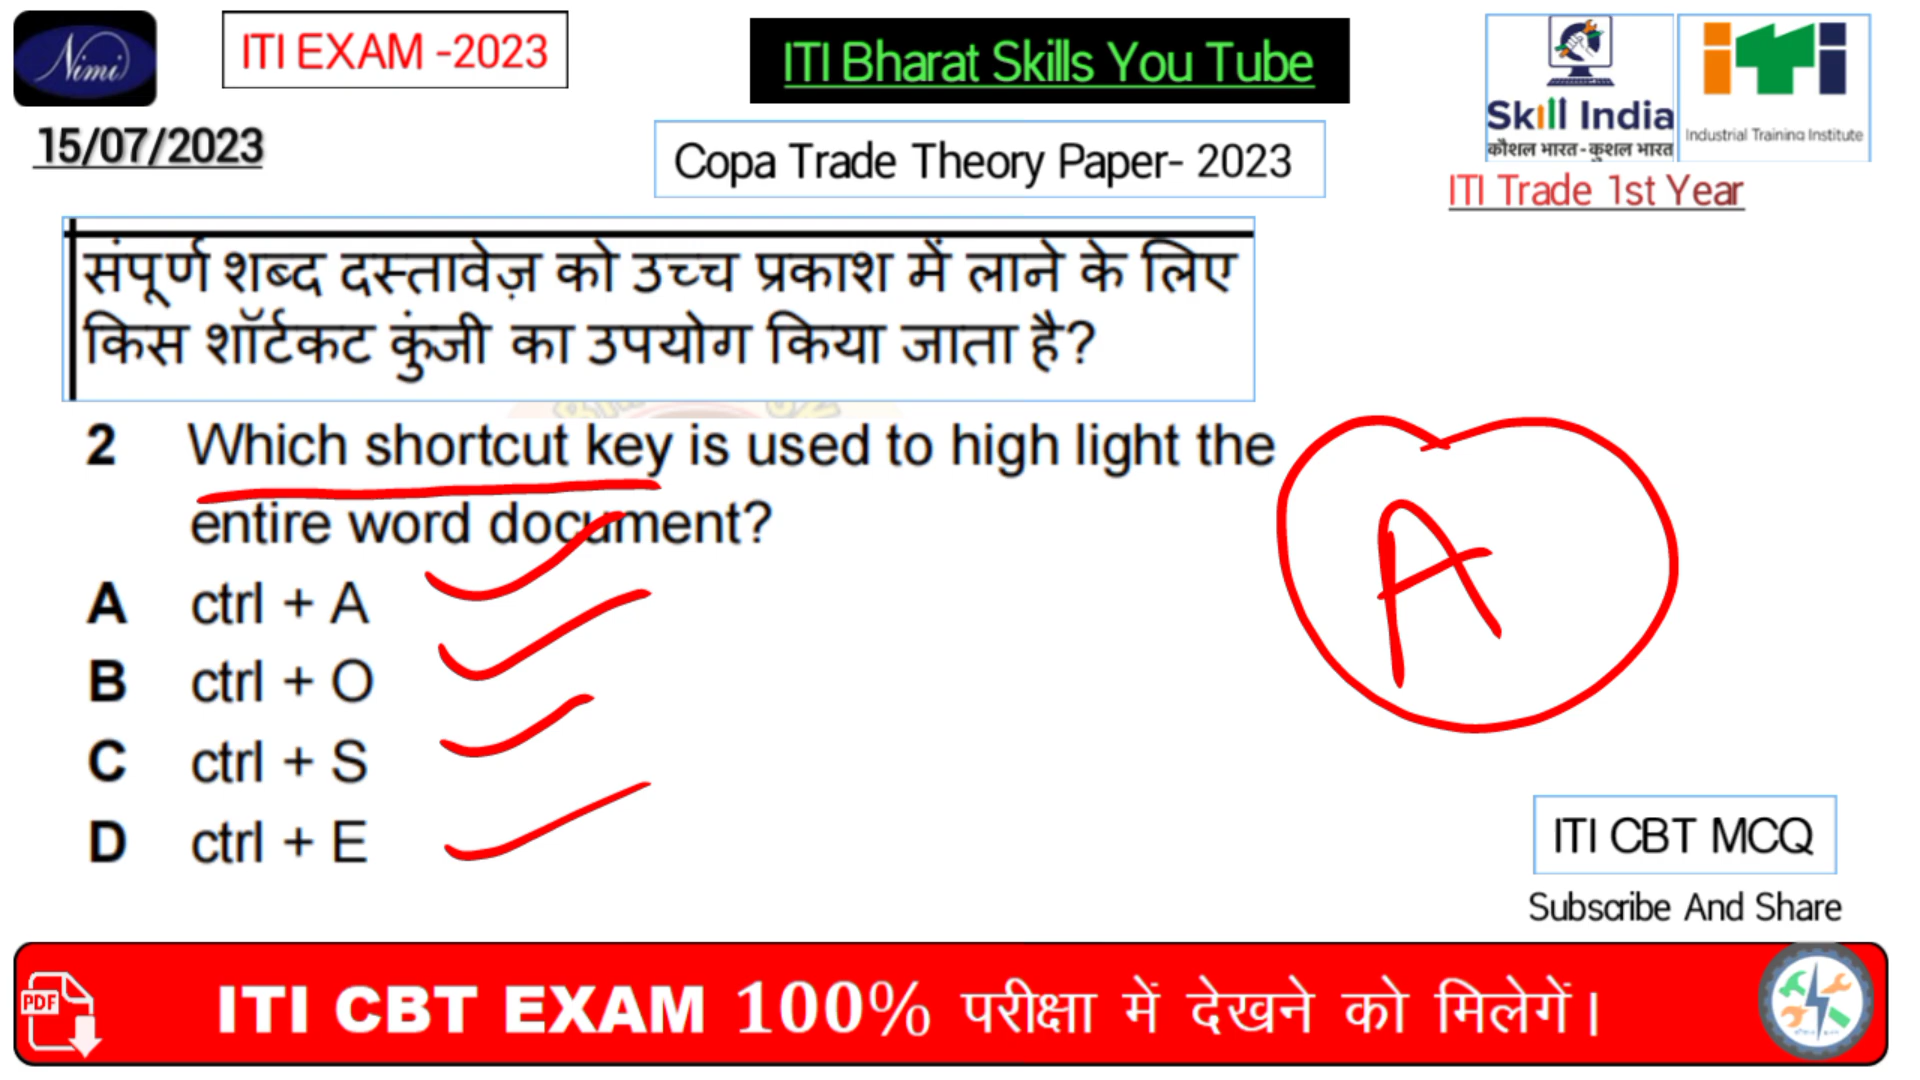 Nimi
ITI EXAM -2023
ITI Bharat Skills You Tube
Skill India
कौशल भारत - कुशल भारत
iTi
Industrial Training Institute
15/07/2023
Copa Trade Theory Paper- 2023
ITI Trade 1st Year
संपूर्ण शब्द दस्तावेज़ को उच्च प्रकाश में लाने के लिए
किस शॉर्टकट कुंजी का उपयोग किया जाता है?
2 Which shortcut key is used to high light the
entire word document?
A ctrl + A
B ctrl + O
C ctrl + S
D ctrl + E
A
ITI CBT MCQ
Subscribe And Share
PDF
ITI CBT EXAM 100% परीक्षा में देखने को मिलेगें।